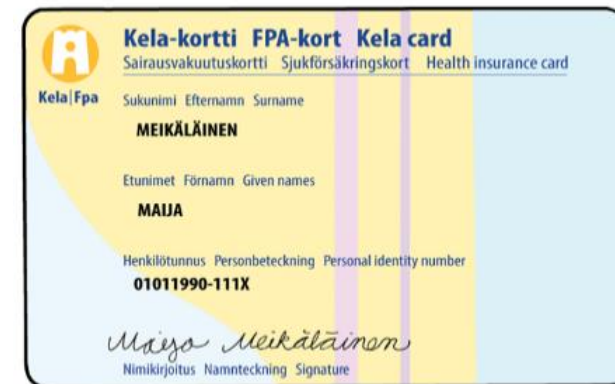 Kela-kortti FPA-kort Kela card
Sairausvakuutuskortti Sjukförsäkringskort Health insurance card
Kela|Fpa
Sukunimi Efternamn Surname
MEIKÄLÄINEN
Etunimet Förnamn Given names
MAIJA
Henkilötunnus Personbeteckning Personal identity number
01011990-111X
Maija Meikäläinen
Nimikirjoitus Namnteckning Signature